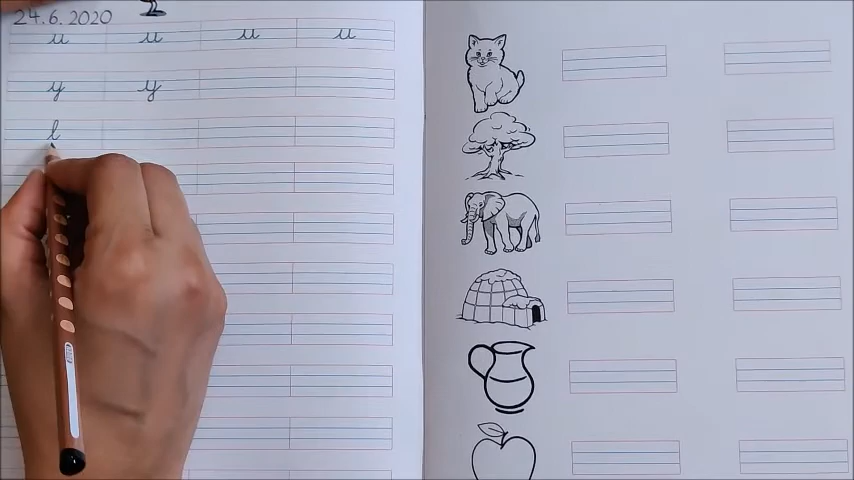 24.6.2020
u u u u
y y
l